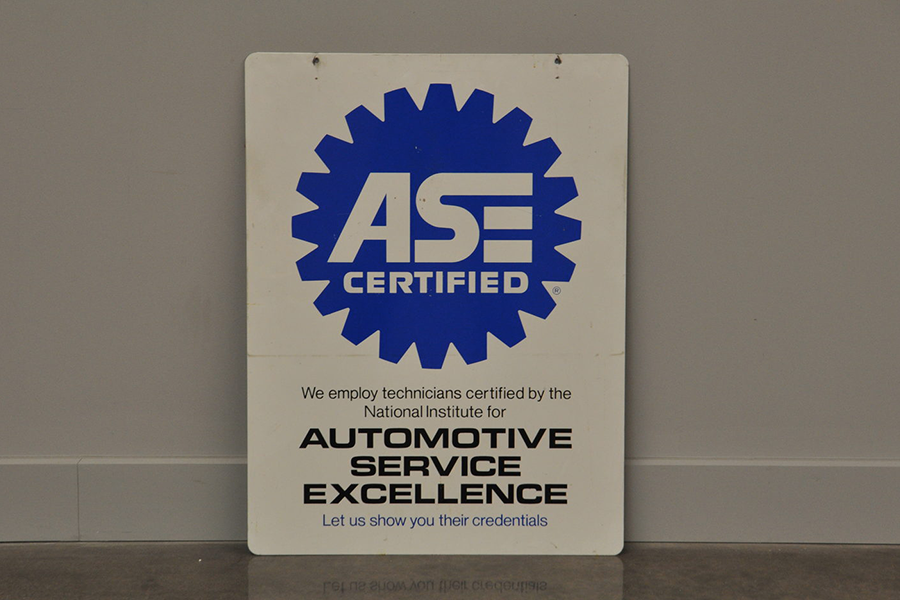 ASE
CERTIFIED
®
We employ technicians certified by the
National Institute for
AUTOMOTIVE
SERVICE
EXCELLENCE
Let us show you their credentials